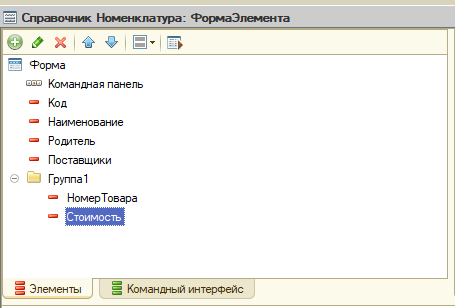 Справочник Номенклатура: ФормаЭлемента
Форма
Командная панель
Код
Наименование
Родитель
Поставщики
Группа1
НомерТовара
Стоимость
Элементы
Командный интерфейс